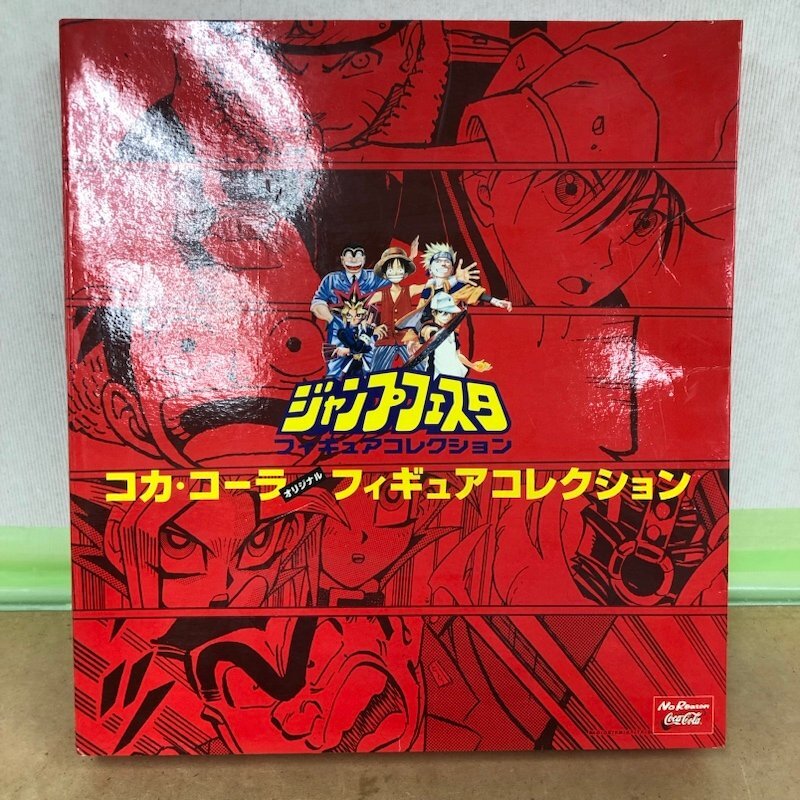 ジャンプフェスタ
フィギュアコレクション
コカ・コーラ オリジナル フィギュアコレクション
No Reason
Coca-Cola